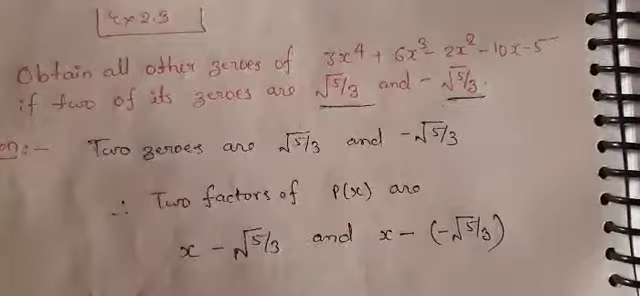 Ex 2.3
Obtain all other zeroes of 3x⁴ + 6x³ - 2x² - 10x - 5
if two of its zeroes are √5/3 and - √5/3.
Two zeroes are √5/3 and -√5/3
∴ Two factors of P(x) are
x - √5/3 and x - (-√5/3)